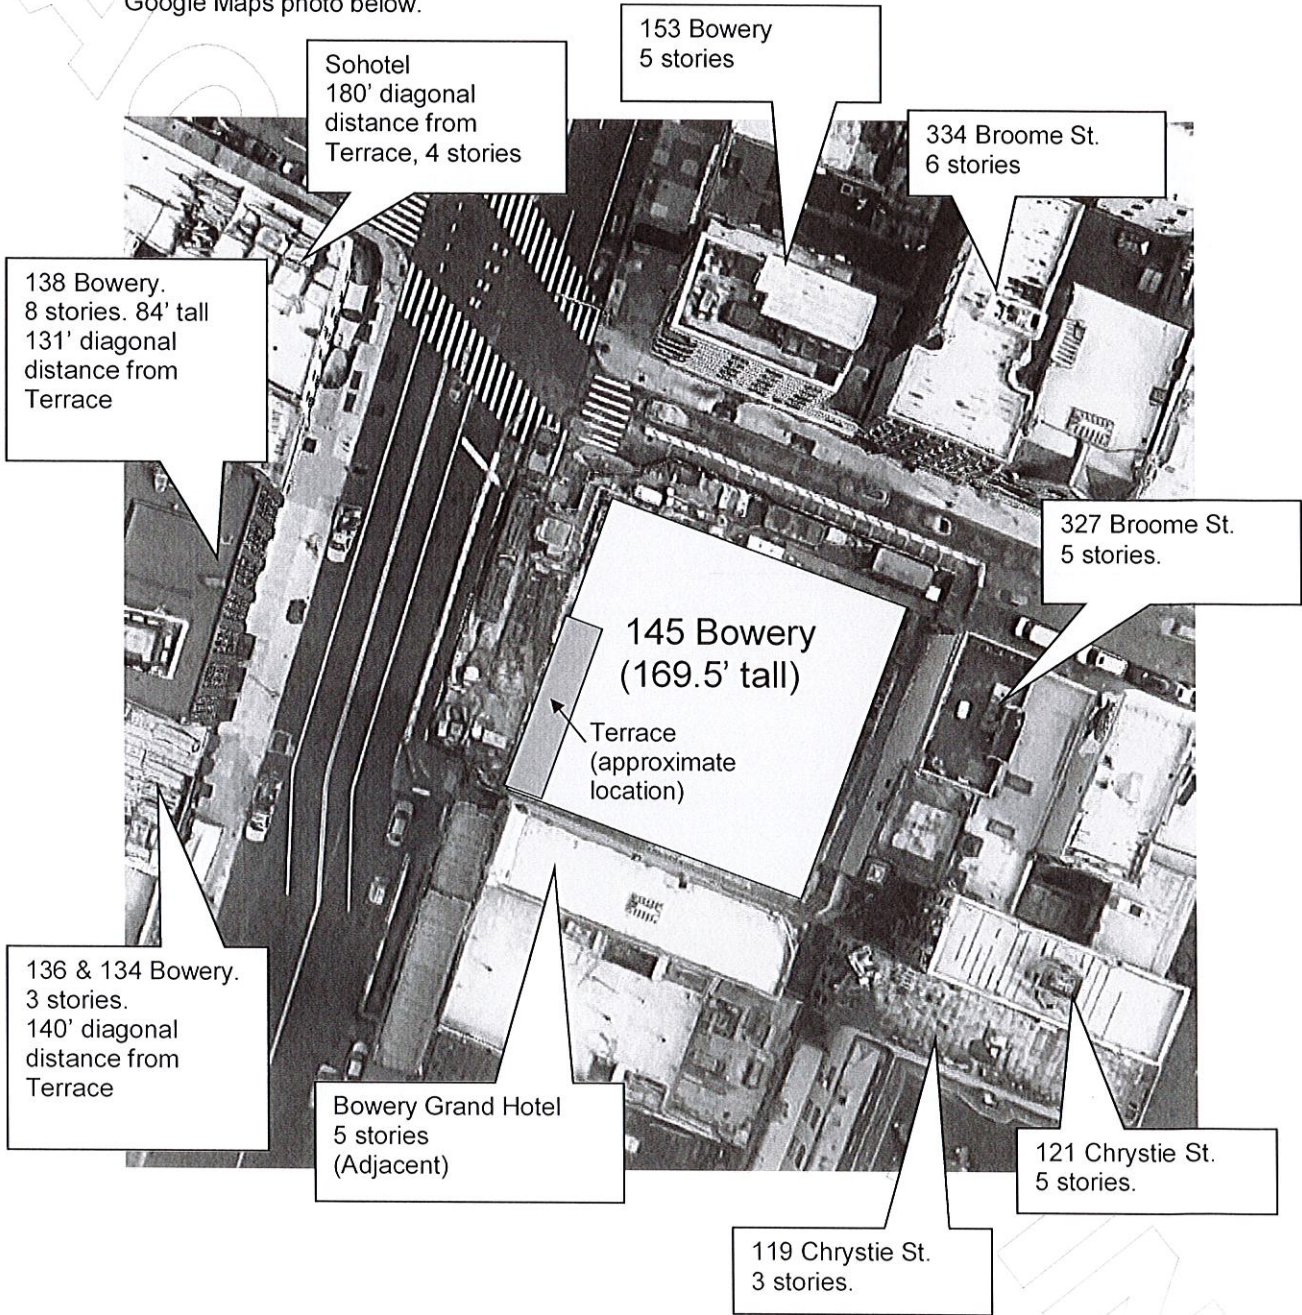 Google Maps photo below.
153 Bowery
5 stories
Sohotel
180' diagonal
distance from
Terrace, 4 stories
334 Broome St.
6 stories
138 Bowery.
8 stories. 84' tall
131' diagonal
distance from
Terrace
327 Broome St.
5 stories.
145 Bowery
(169.5' tall)
Terrace
(approximate
location)
136 & 134 Bowery.
3 stories.
140' diagonal
distance from
Terrace
Bowery Grand Hotel
5 stories
(Adjacent)
121 Chrystie St.
5 stories.
119 Chrystie St.
3 stories.